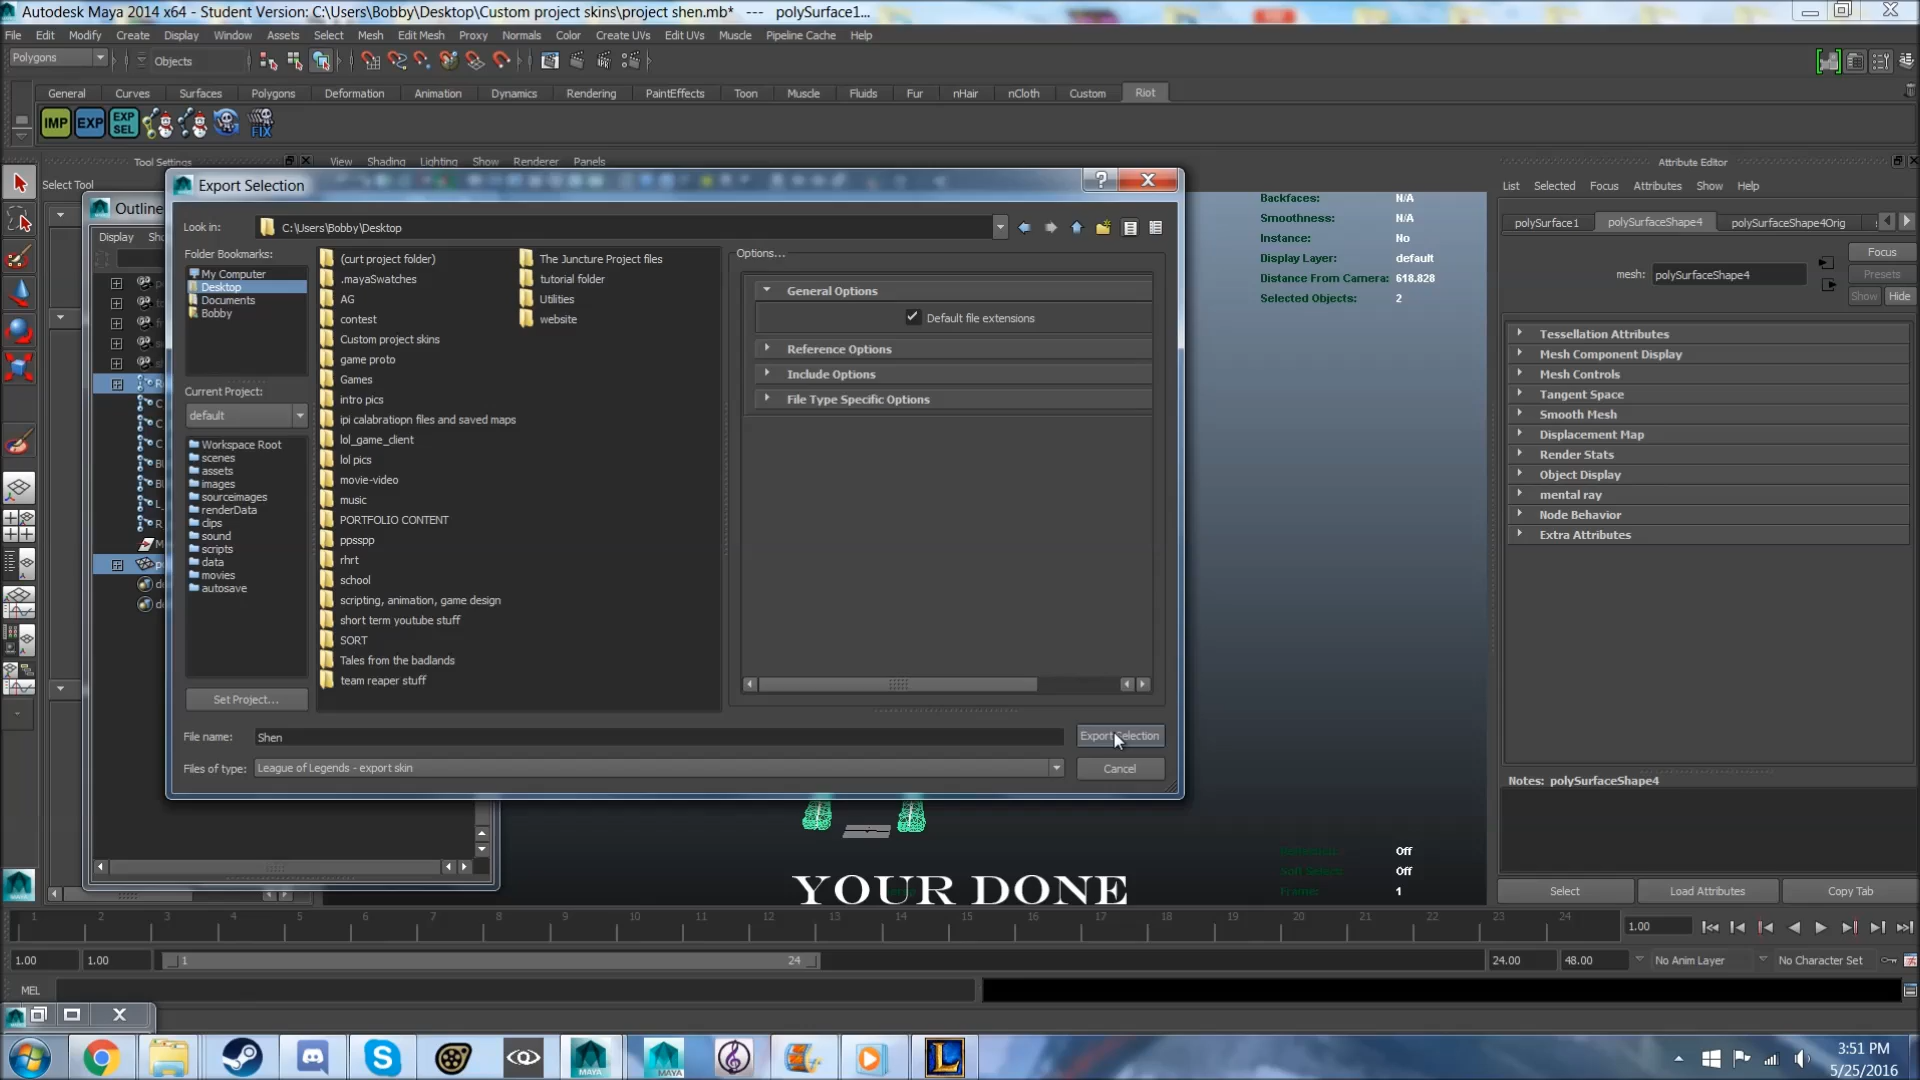 Autodesk Maya 2014 x64 - Student Version: C:\Users\Bobby\Desktop\Custom project skins\project shen.mb* --- polySurface1...
File Edit Modify Create Display Window Assets Select Mesh Edit Mesh Proxy Normals Color Create UVs Edit UVs Muscle Pipeline Cache Help
Polygons Objects
General Curves Surfaces Polygons Deformation Animation Dynamics Rendering PaintEffects Toon Muscle Fluids Fur nHair nCloth Custom Riot
IMP EXP EXP SEL FIX
Tool Settings View Shading Lighting Show Renderer Panels Attribute Editor
Select Tool
List Selected Focus Attributes Show Help
Outline
Display
Export Selection
Look in: C:\Users\Bobby\Desktop
Folder Bookmarks:
My Computer
Desktop
Documents
Bobby
Current Project:
default
Workspace Root
scenes
assets
images
sourceimages
renderData
clips
sound
scripts
data
movies
autosave
Set Project...
(curt project folder)
.mayaSwatches
AG
contest
Custom project skins
game proto
Games
intro pics
ipi calabratiopn files and saved maps
lol_game_client
lol pics
movie-video
music
PORTFOLIO CONTENT
ppsspp
rhrt
school
scripting, animation, game design
short term youtube stuff
SORT
Tales from the badlands
team reaper stuff
The Juncture Project files
tutorial folder
Utilities
website
Options...
General Options
Default file extensions
Reference Options
Include Options
File Type Specific Options
File name: Shen
Export Selection
Files of type: League of Legends - export skin
Cancel
Backfaces: N/A
Smoothness: N/A
Instance: No
Display Layer: default
Distance From Camera: 618.828
Selected Objects: 2
polySurface1 polySurfaceShape4 polySurfaceShape4Orig
Focus
mesh: polySurfaceShape4
Presets
Show Hide
Tessellation Attributes
Mesh Component Display
Mesh Controls
Tangent Space
Smooth Mesh
Displacement Map
Render Stats
Object Display
mental ray
Node Behavior
Extra Attributes
Notes: polySurfaceShape4
Off
Off
Frame: 1
YOUR DONE
Select Load Attributes Copy Tab
1 2 3 4 5 6 7 8 9 10 11 12 13 14 15 16 17 18 19 20 21 22 23 24
1.00
1.00 1.00 1 24 24.00 48.00 No Anim Layer No Character Set
MEL
MAYA MAYA
3:51 PM
5/25/2016